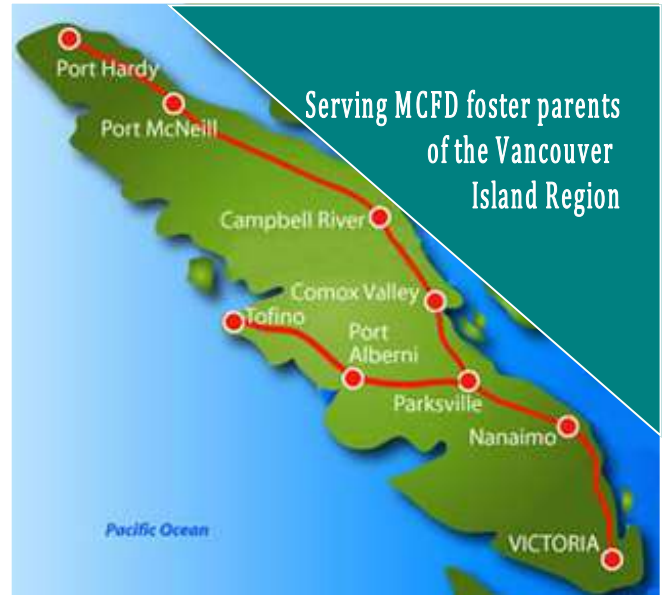 Serving MCFD foster parents
of the Vancouver
Island Region
Port Hardy
Port McNeill
Campbell River
Comox Valley
Tofino
Port
Alberni
Parksville
Nanaimo
VICTORIA
Pacific Ocean